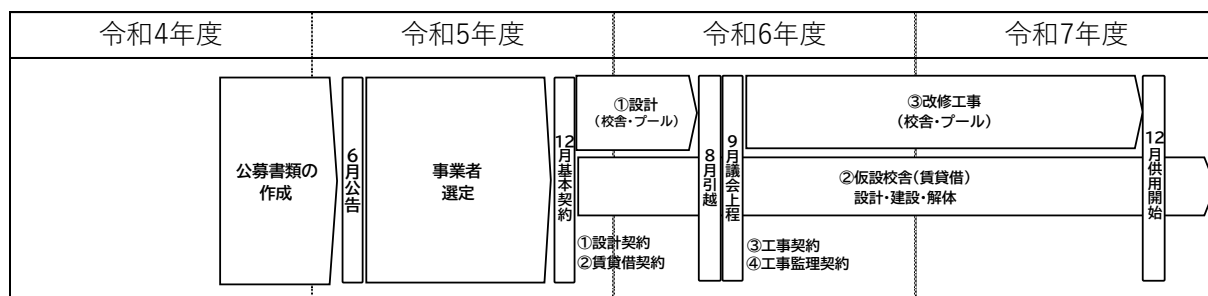 令和4年度
令和5年度
令和6年度
令和7年度
公募書類の
作成
6月公告
事業者
選定
12月基本契約
①設計
(校舎・プール)
8月引越
9月議会上程
③改修工事
(校舎・プール)
②仮設校舎(賃貸借)
設計・建設・解体
12月供用開始
①設計契約
②賃貸借契約
③工事契約
④工事監理契約